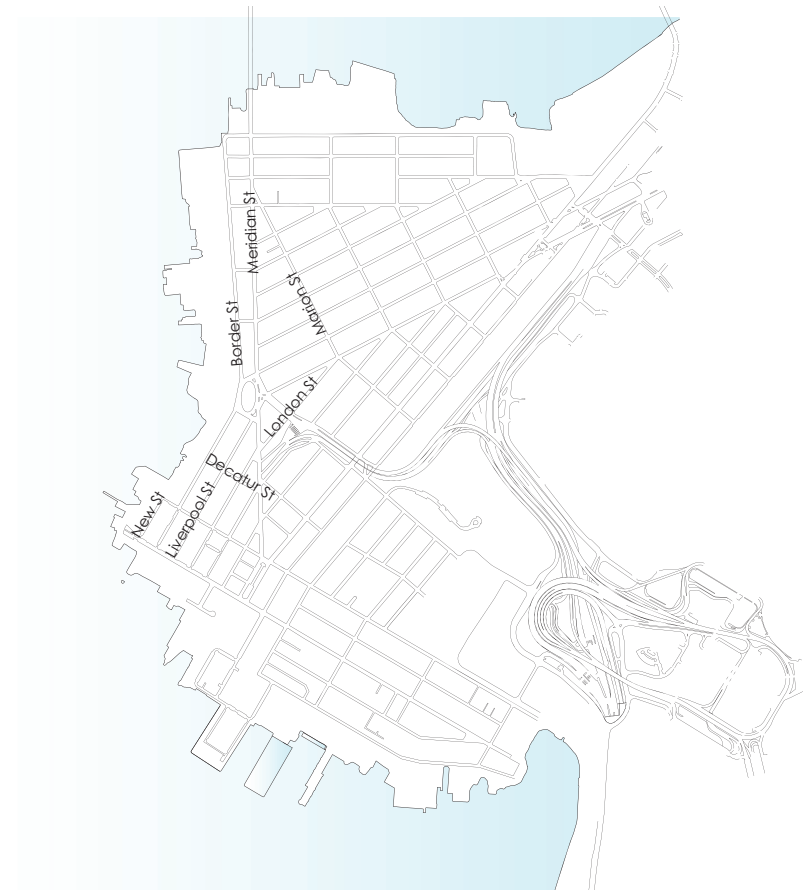 Meridian St
Marion St
Border St
London St
Decatur St
Liverpool St
New St